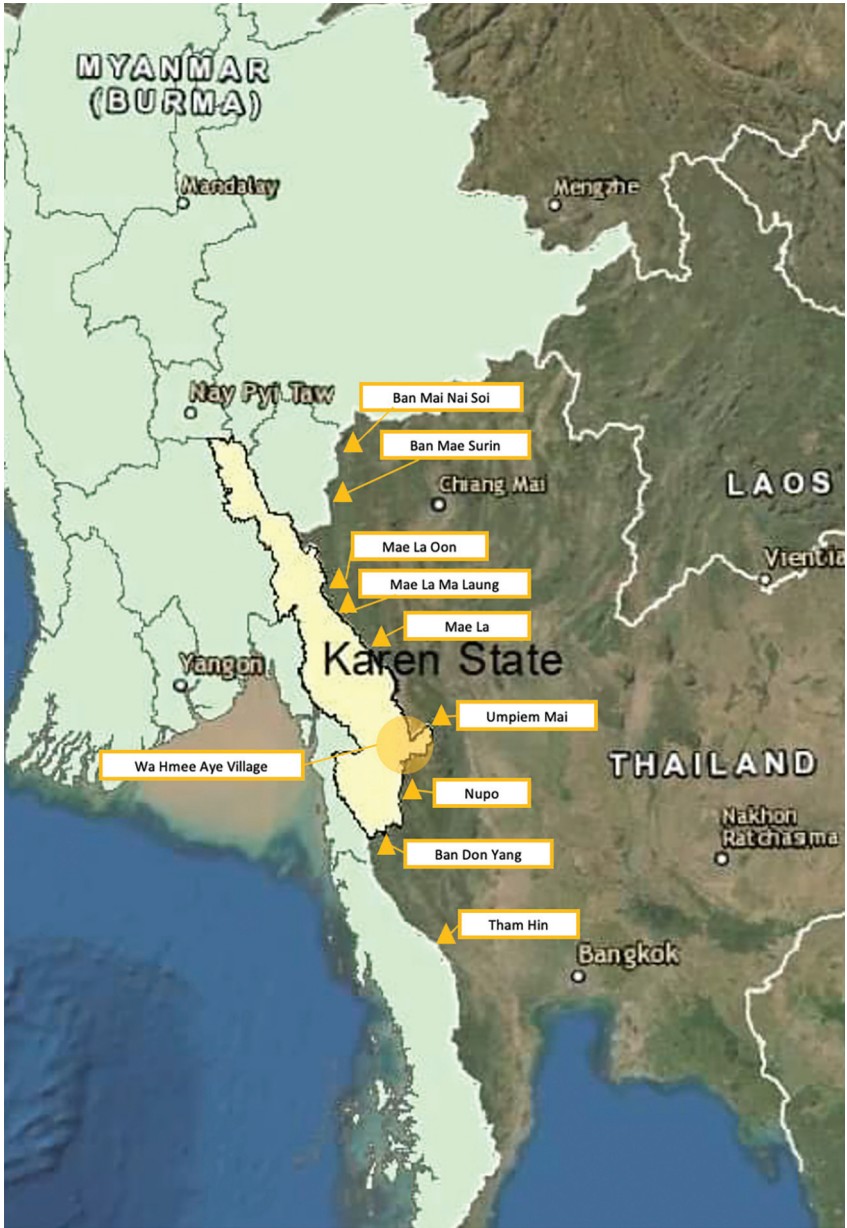 MYANMAR
(BURMA)
Mandalay
Mengzhe
Nay Pyi Taw
Ban Mai Nai Soi
Ban Mae Surin
Chiang Mai
LAOS
Mae La Oon
Vientia
Mae La Ma Laung
Mae La
Karen State
Yangon
Umpiem Mai
Wa Hmee Aye Village
THAILAND
Nupo
Nakhon
Ratchasima
Ban Don Yang
Tham Hin
Bangkok